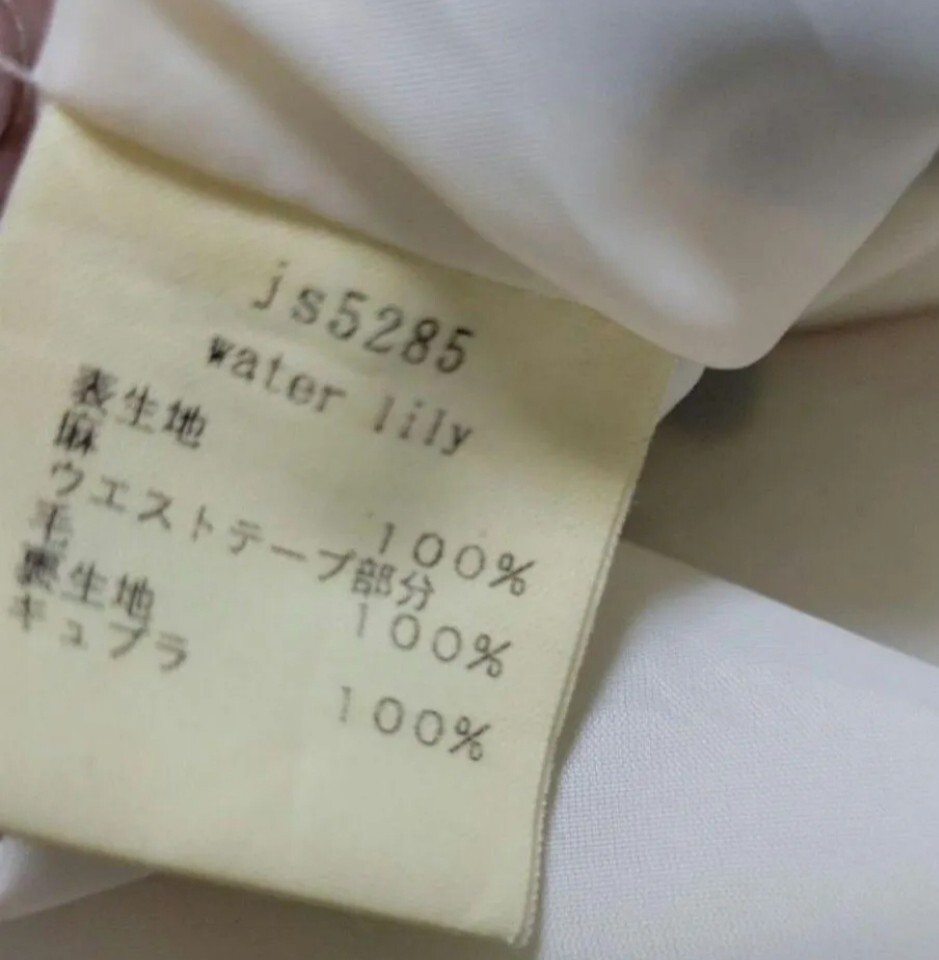 js5285
water lily
表生地
麻 100%
ウエストテープ部分
毛 100%
裏生地
キュプラ 100%